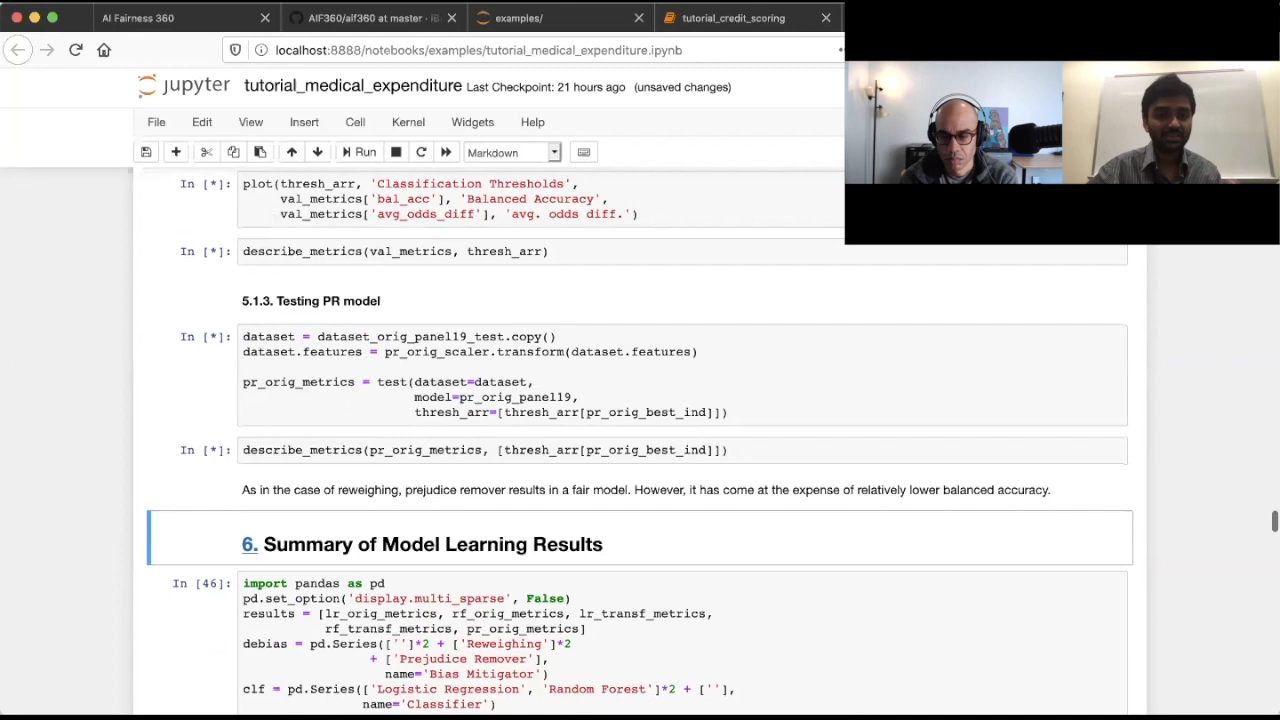 AI Fairness 360
AIF360/aif360 at master
examples/
tutorial_credit_scoring
localhost:8888/notebooks/examples/tutorial_medical_expenditure.ipynb
jupyter tutorial_medical_expenditure Last Checkpoint: 21 hours ago (unsaved changes)
File Edit View Insert Cell Kernel Widgets Help
Run Markdown
In [*]: plot(thresh_arr, 'Classification Thresholds',
val_metrics['bal_acc'], 'Balanced Accuracy',
val_metrics['avg_odds_diff'], 'avg. odds diff.')
In [*]: describe_metrics(val_metrics, thresh_arr)
5.1.3. Testing PR model
In [*]: dataset = dataset_orig_panel19_test.copy()
dataset.features = pr_orig_scaler.transform(dataset.features)
pr_orig_metrics = test(dataset=dataset,
model=pr_orig_panel19,
thresh_arr=[thresh_arr[pr_orig_best_ind]])
In [*]: describe_metrics(pr_orig_metrics, [thresh_arr[pr_orig_best_ind]])
As in the case of reweighing, prejudice remover results in a fair model. However, it has come at the expense of relatively lower balanced accuracy.
6. Summary of Model Learning Results
In [46]: import pandas as pd
pd.set_option('display.multi_sparse', False)
results = [lr_orig_metrics, rf_orig_metrics, lr_transf_metrics,
rf_transf_metrics, pr_orig_metrics]
debias = pd.Series(['']*2 + ['Reweighing']*2
+ ['Prejudice Remover'],
name='Bias Mitigator')
clf = pd.Series(['Logistic Regression', 'Random Forest']*2 + [''],
name='Classifier')